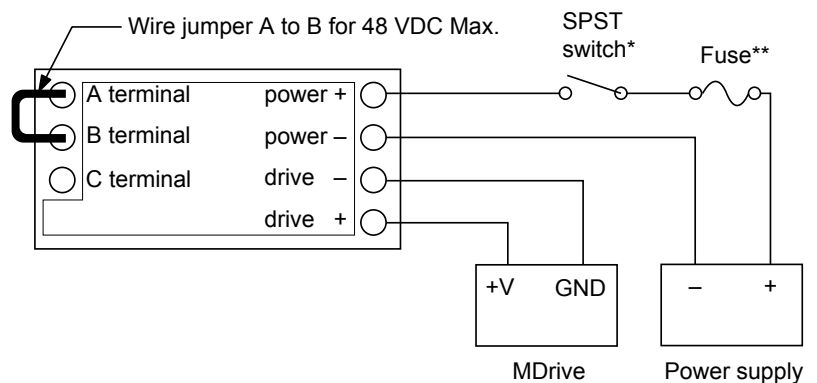 Wire jumper A to B for 48 VDC Max.
SPST
switch*
Fuse**
A terminal power +
B terminal power –
C terminal drive –
drive +
+V GND
– +
MDrive
Power supply